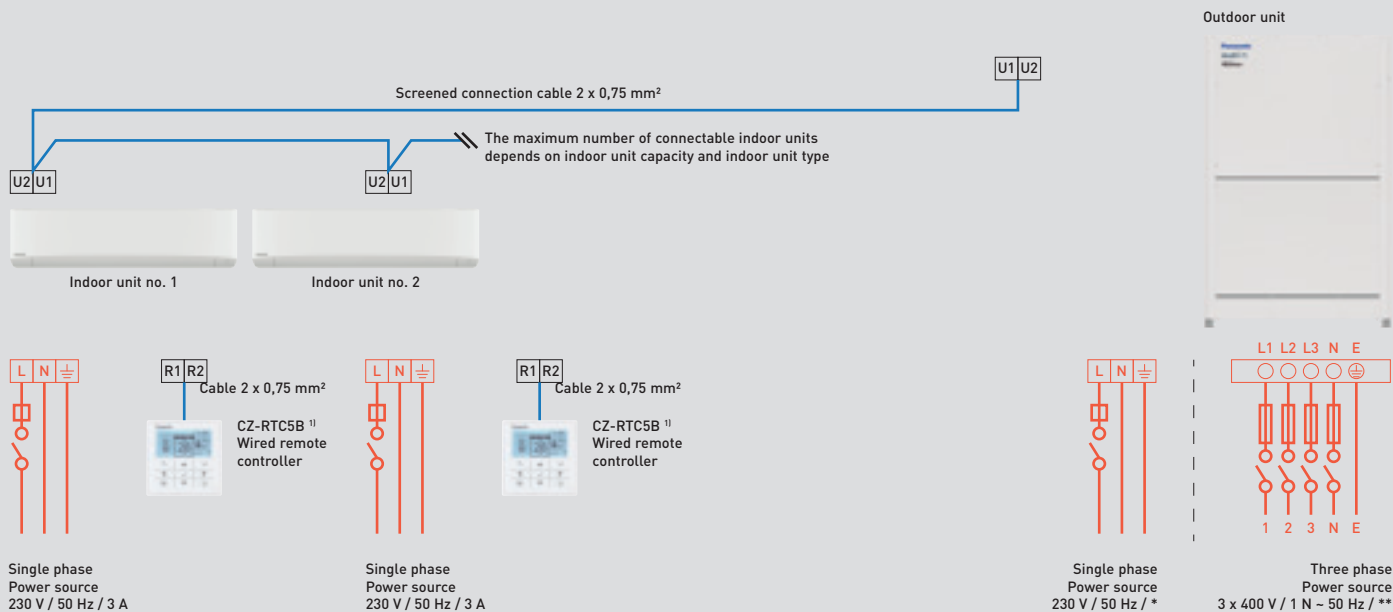 Outdoor unit
Panasonic
U1 U2
Screened connection cable 2 x 0,75 mm²
The maximum number of connectable indoor units
depends on indoor unit capacity and indoor unit type
U2 U1
U2 U1
Indoor unit no. 1
Indoor unit no. 2
L N
R1 R2
Cable 2 x 0,75 mm²
CZ-RTC5B ¹⁾
Wired remote
controller
L N
R1 R2
Cable 2 x 0,75 mm²
CZ-RTC5B ¹⁾
Wired remote
controller
L N
L1 L2 L3 N E
1 2 3 N E
Single phase
Power source
230 V / 50 Hz / 3 A
Single phase
Power source
230 V / 50 Hz / 3 A
Single phase
Power source
230 V / 50 Hz / *
Three phase
Power source
3 x 400 V / 1 N ~ 50 Hz / **